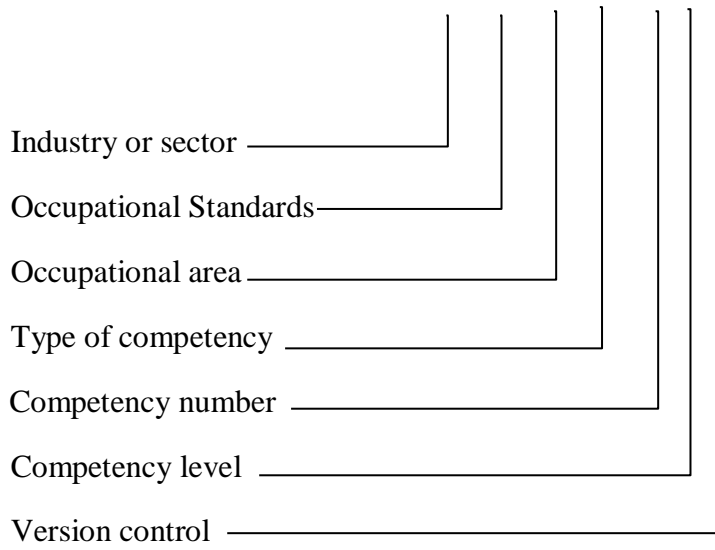 Industry or sector
Occupational Standards
Occupational area
Type of competency
Competency number
Competency level
Version control